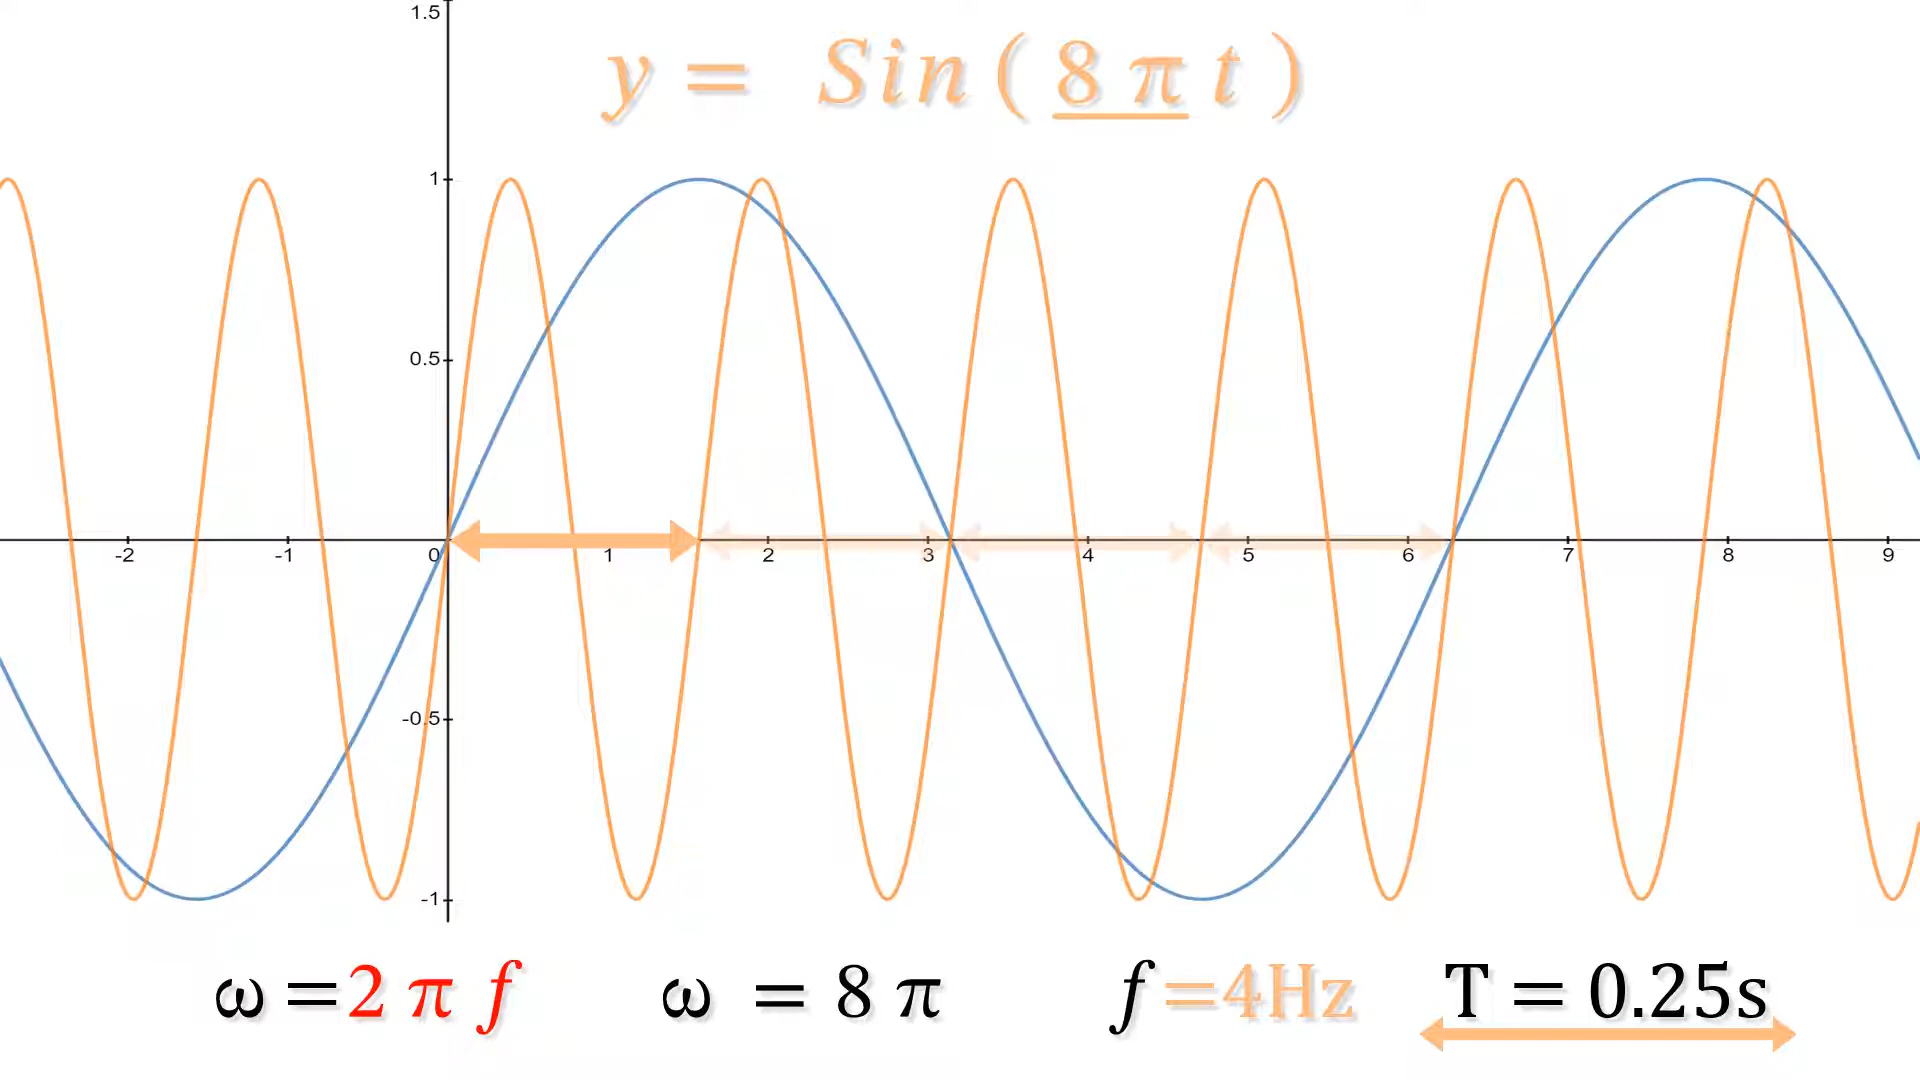 1.5
y = Sin ( 8 π t )
1
0.5
-2 -1 0 1 2 3 4 5 6 7 8 9
-0.5
-1
ω = 2 π f ω = 8 π f = 4Hz T = 0.25s